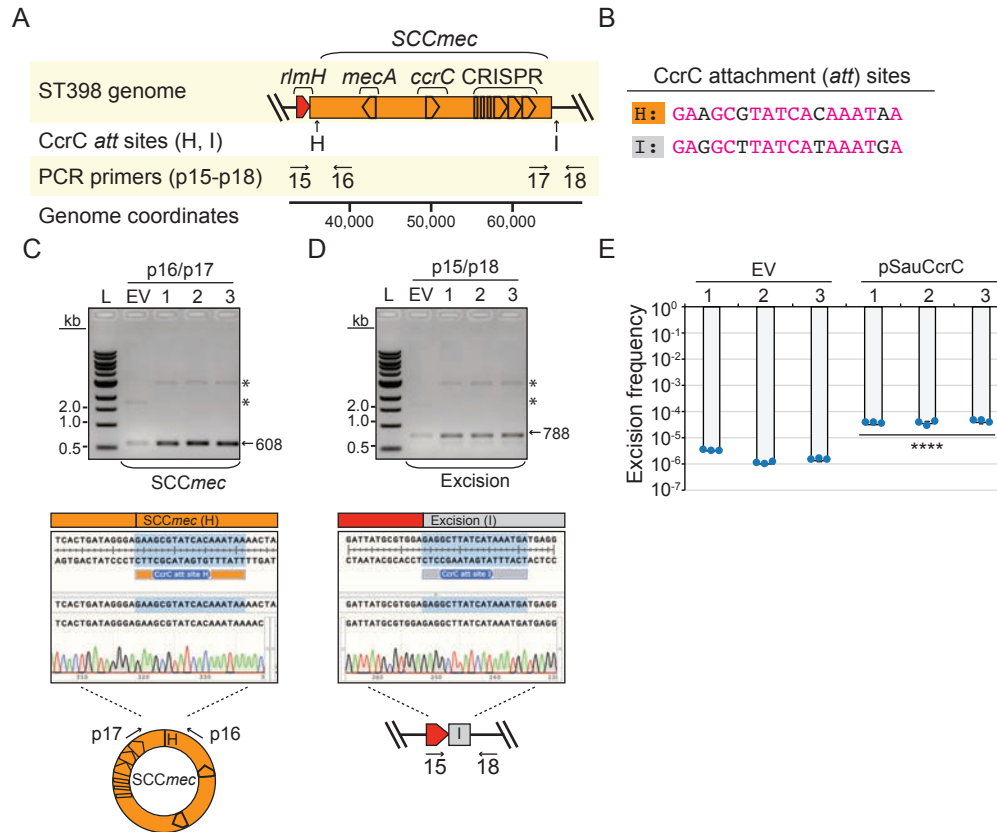 A
SCCmec
rlmH mecA ccrC CRISPR
ST398 genome
CcrC att sites (H, I)
H
I
PCR primers (p15-p18)
15 16 17 18
Genome coordinates
40,000 50,000 60,000
B
CcrC attachment (att) sites
H: GAAGCGTATCACAAATAA
I: GAGGCTTATCATAAATGA
C
p16/p17
L EV 1 2 3
kb
2.0
1.0
0.5
*
*
←608
SCCmec
SCCmec (H)
TCACTGATAGGGAGAAGCGTATCACAAATAAAACTA
AGTGACTATCCCTCTTCGCATAGTGTTTATTTTGAT
CcrC att site H
TCACTGATAGGGAGAAGCGTATCACAAATAAAACTA
TCACTGATAGGGAGAAGCGTATCACAAATAAAAC
310 320 330
p17 H p16
SCCmec
D
p15/p18
L EV 1 2 3
kb
2.0
1.0
0.5
*
*
←788
Excision
Excision (I)
GATTATGCGTGGAGAGGCTTATCATAAATGATGAGG
CTAATACGCACCTCTCCGAATAGTATTTACTACTCC
CcrC att site I
GATTATGCGTGGAGAGGCTTATCATAAATGATGAGG
GATTATGCGTGGAGAGGCTTATCATAAATGATGAGG
I
15 18
E
EV pSauCcrC
1 2 3 1 2 3
Excision frequency
10⁰
10⁻¹
10⁻²
10⁻³
10⁻⁴
10⁻⁵
10⁻⁶
10⁻⁷
****